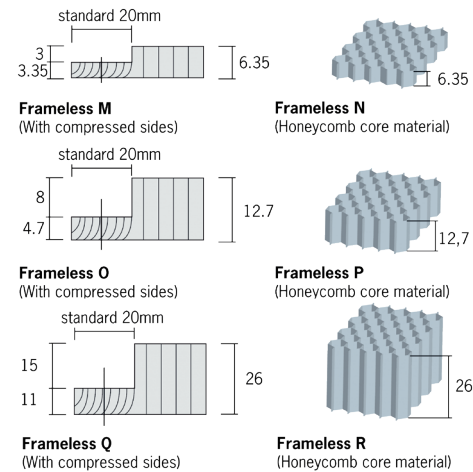 standard 20mm
3
3.35
6.35
6.35
Frameless M
(With compressed sides)
Frameless N
(Honeycomb core material)
standard 20mm
8
4.7
12.7
12,7
Frameless O
(With compressed sides)
Frameless P
(Honeycomb core material)
standard 20mm
15
11
26
26
Frameless Q
(With compressed sides)
Frameless R
(Honeycomb core material)